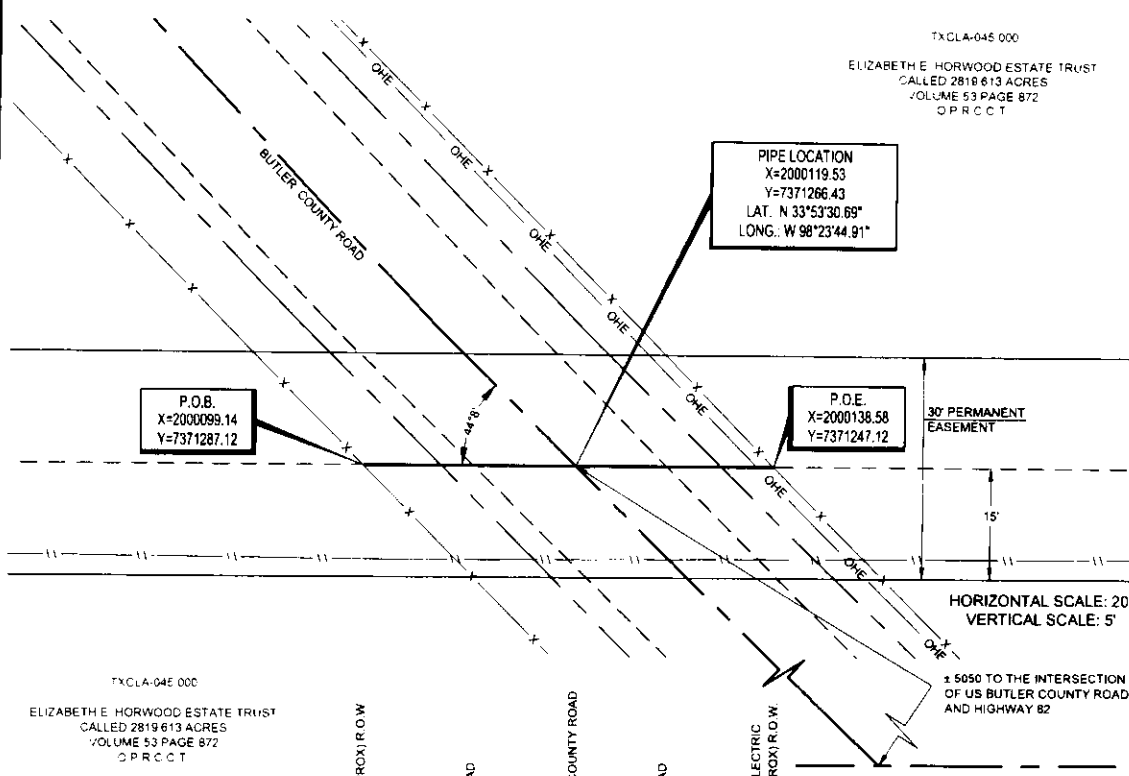 TXCLA-045 000
ELIZABETH E. HORWOOD ESTATE TRUST
CALLED 2819 613 ACRES
VOLUME 53 PAGE 872
O P R C C T
OHE
OHE
OHE
BUTLER COUNTY ROAD
OHE
PIPE LOCATION
X=2000119.53
Y=7371266.43
LAT. N 33°53'30.69"
LONG.: W 98°23'44.91"
P.O.B.
X=2000099.14
Y=7371287.12
44°8'
OHE
P.O.E.
X=2000138.58
Y=7371247.12
30' PERMANENT
EASEMENT
OHE
15'
OHE
OHE
HORIZONTAL SCALE: 20
VERTICAL SCALE: 5'
± 5050 TO THE INTERSECTION
OF US BUTLER COUNTY ROAD
AND HIGHWAY 82
TXCLA-045 000
ELIZABETH E HORWOOD ESTATE TRUST
CALLED 2819 613 ACRES
VOLUME 53 PAGE 872
O P R C C T
ROX) R.O.W
AD
COUNTY ROAD
AD
LECTRIC
ROX) R.O.W.